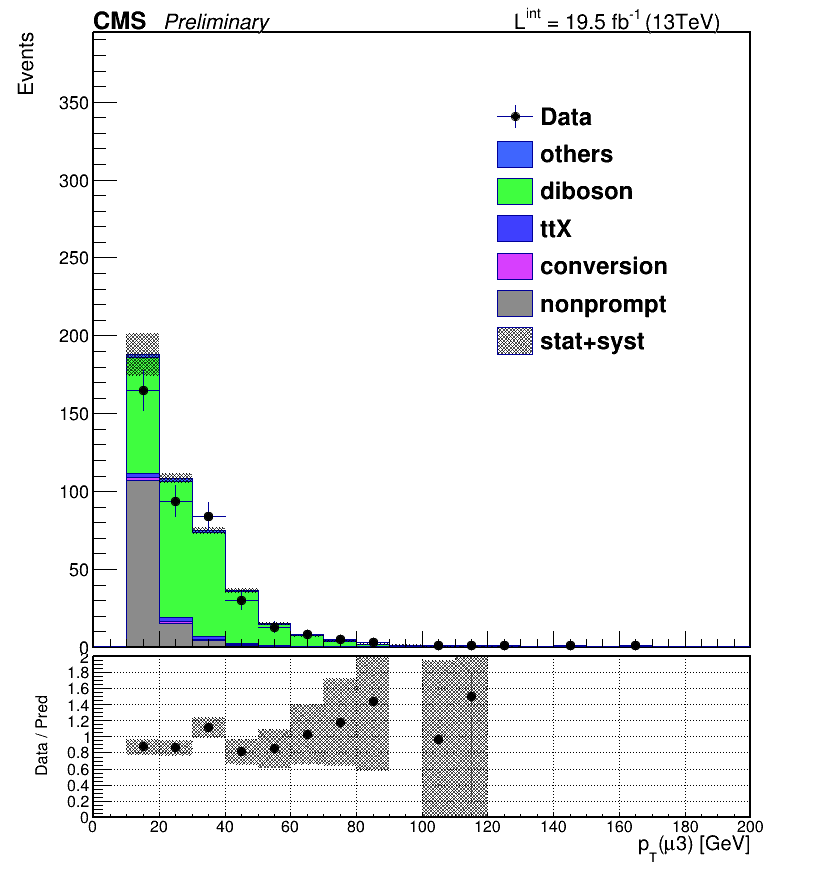 CMS Preliminary L^int = 19.5 fb^-1 (13TeV)
Events
350
300
250
200
150
100
50
0
Data
others
diboson
ttX
conversion
nonprompt
stat+syst
Data / Pred
2
1.8
1.6
1.4
1.2
1
0.8
0.6
0.4
0.2
0
0 20 40 60 80 100 120 140 160 180 200
p_T(μ3) [GeV]